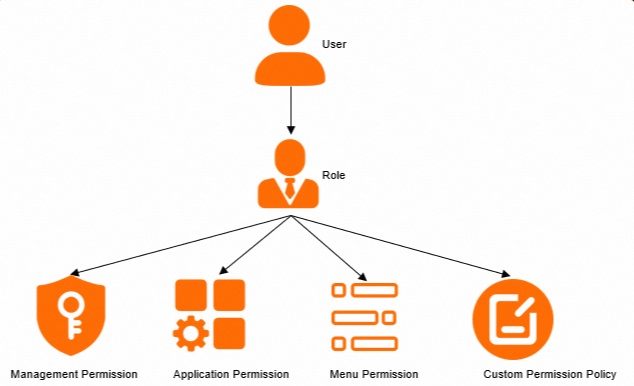 User
Role
Management Permission
Application Permission
Menu Permission
Custom Permission Policy